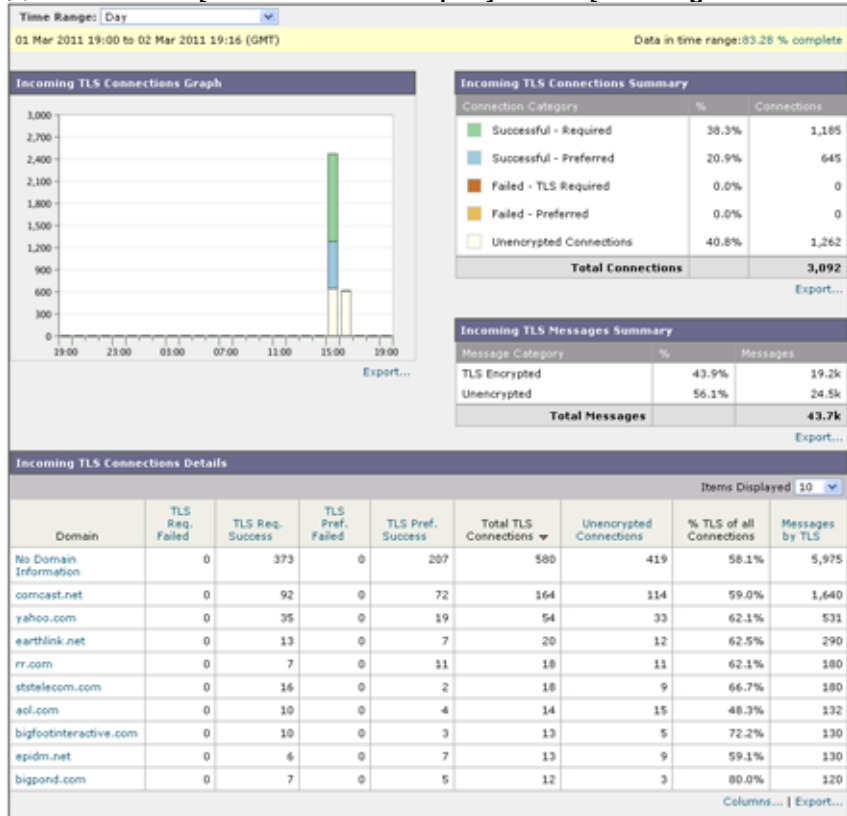 Time Range: Day
01 Mar 2011 19:00 to 02 Mar 2011 19:16 (GMT)
Data in time range:83.28 % complete
Incoming TLS Connections Graph
3,000
2,700
2,400
2,100
1,800
1,500
1,200
900
600
300
0
19:00 23:00 03:00 07:00 11:00 15:00 19:00
Export...
Incoming TLS Connections Summary
Connection Category % Connections
Successful - Required 38.3% 1,185
Successful - Preferred 20.9% 645
Failed - TLS Required 0.0% 0
Failed - Preferred 0.0% 0
Unencrypted Connections 40.8% 1,262
Total Connections 3,092
Export...
Incoming TLS Messages Summary
Message Category % Messages
TLS Encrypted 43.9% 19.2k
Unencrypted 56.1% 24.5k
Total Messages 43.7k
Export...
Incoming TLS Connections Details
Items Displayed 10
Domain TLS Req. Failed TLS Req. Success TLS Pref. Failed TLS Pref. Success Total TLS Connections Unencrypted Connections % TLS of all Connections Messages by TLS
No Domain Information 0 373 0 207 580 419 58.1% 5,975
comcast.net 0 92 0 72 164 114 59.0% 1,640
yahoo.com 0 35 0 19 54 33 62.1% 531
earthlink.net 0 13 0 7 20 12 62.5% 290
rr.com 0 7 0 11 18 11 62.1% 180
ststelecom.com 0 16 0 2 18 9 66.7% 180
aol.com 0 10 0 4 14 15 48.3% 132
bigfootinteractive.com 0 10 0 3 13 5 72.2% 130
epidm.net 0 6 0 7 13 9 59.1% 130
bigpond.com 0 7 0 5 12 3 80.0% 120
Columns... | Export...